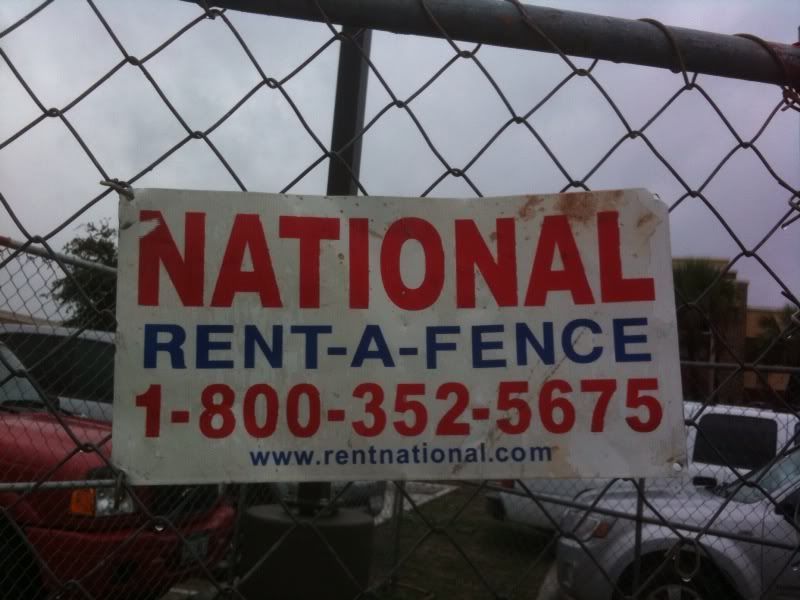 NATIONAL
RENT-A-FENCE
1-800-352-5675
www.rentnational.com